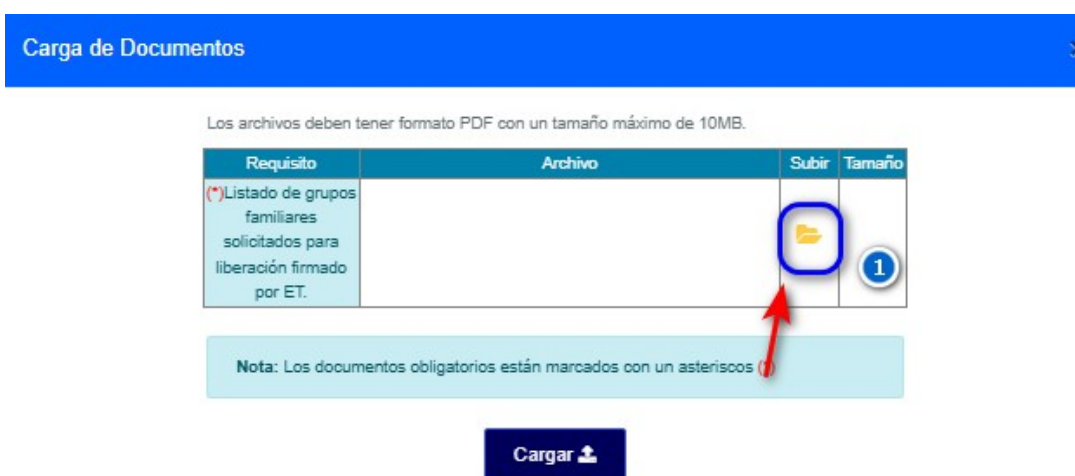 Carga de Documentos
Los archivos deben tener formato PDF con un tamaño máximo de 10MB.
Requisito Archivo Subir Tamaño
(*)Listado de grupos
familiares
solicitados para
liberación firmado
por ET.
1
Nota: Los documentos obligatorios están marcados con un asteriscos (*)
Cargar